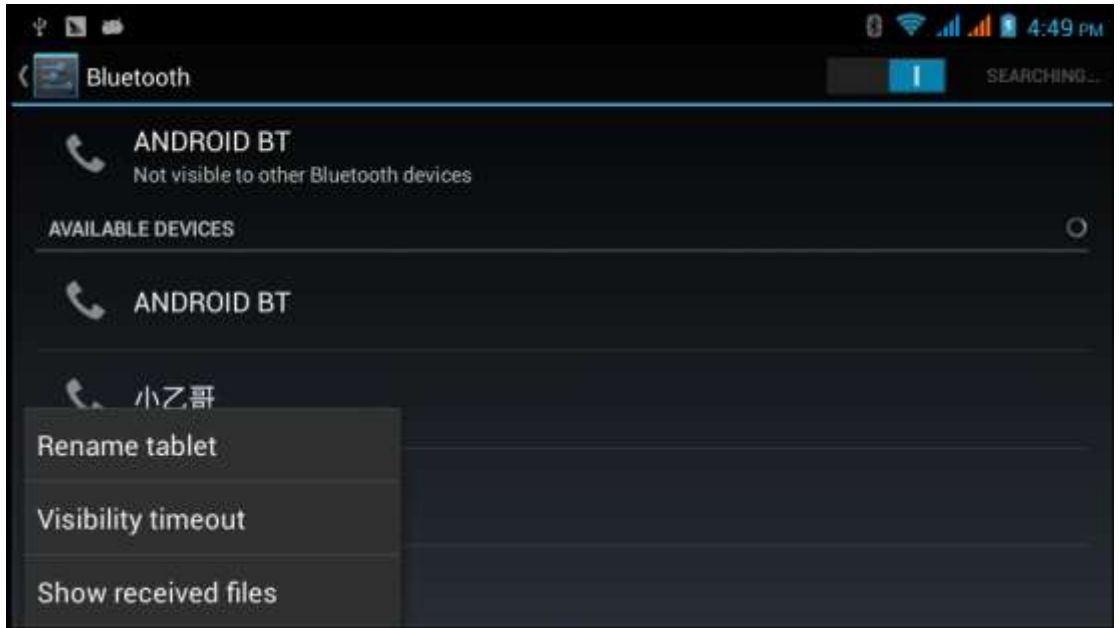 4:49 PM
Bluetooth
SEARCHING...
ANDROID BT
Not visible to other Bluetooth devices
AVAILABLE DEVICES
ANDROID BT
小乙哥
Rename tablet
Visibility timeout
Show received files